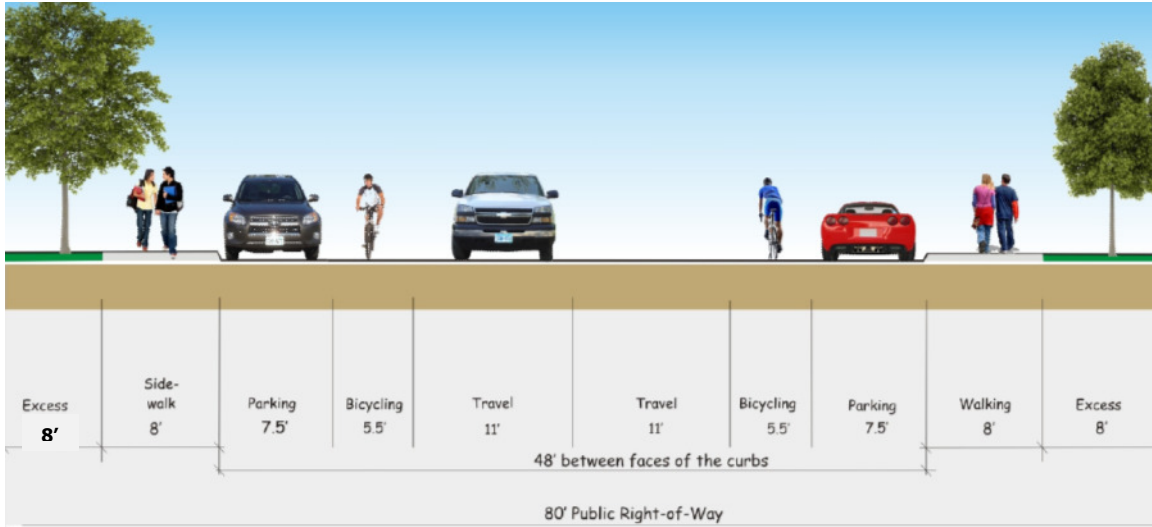 Excess
8′
Side-
walk
8'
Parking
7.5'
Bicycling
5.5'
Travel
11'
Travel
11'
Bicycling
5.5'
Parking
7.5'
Walking
8'
Excess
8'
48' between faces of the curbs
80' Public Right-of-Way